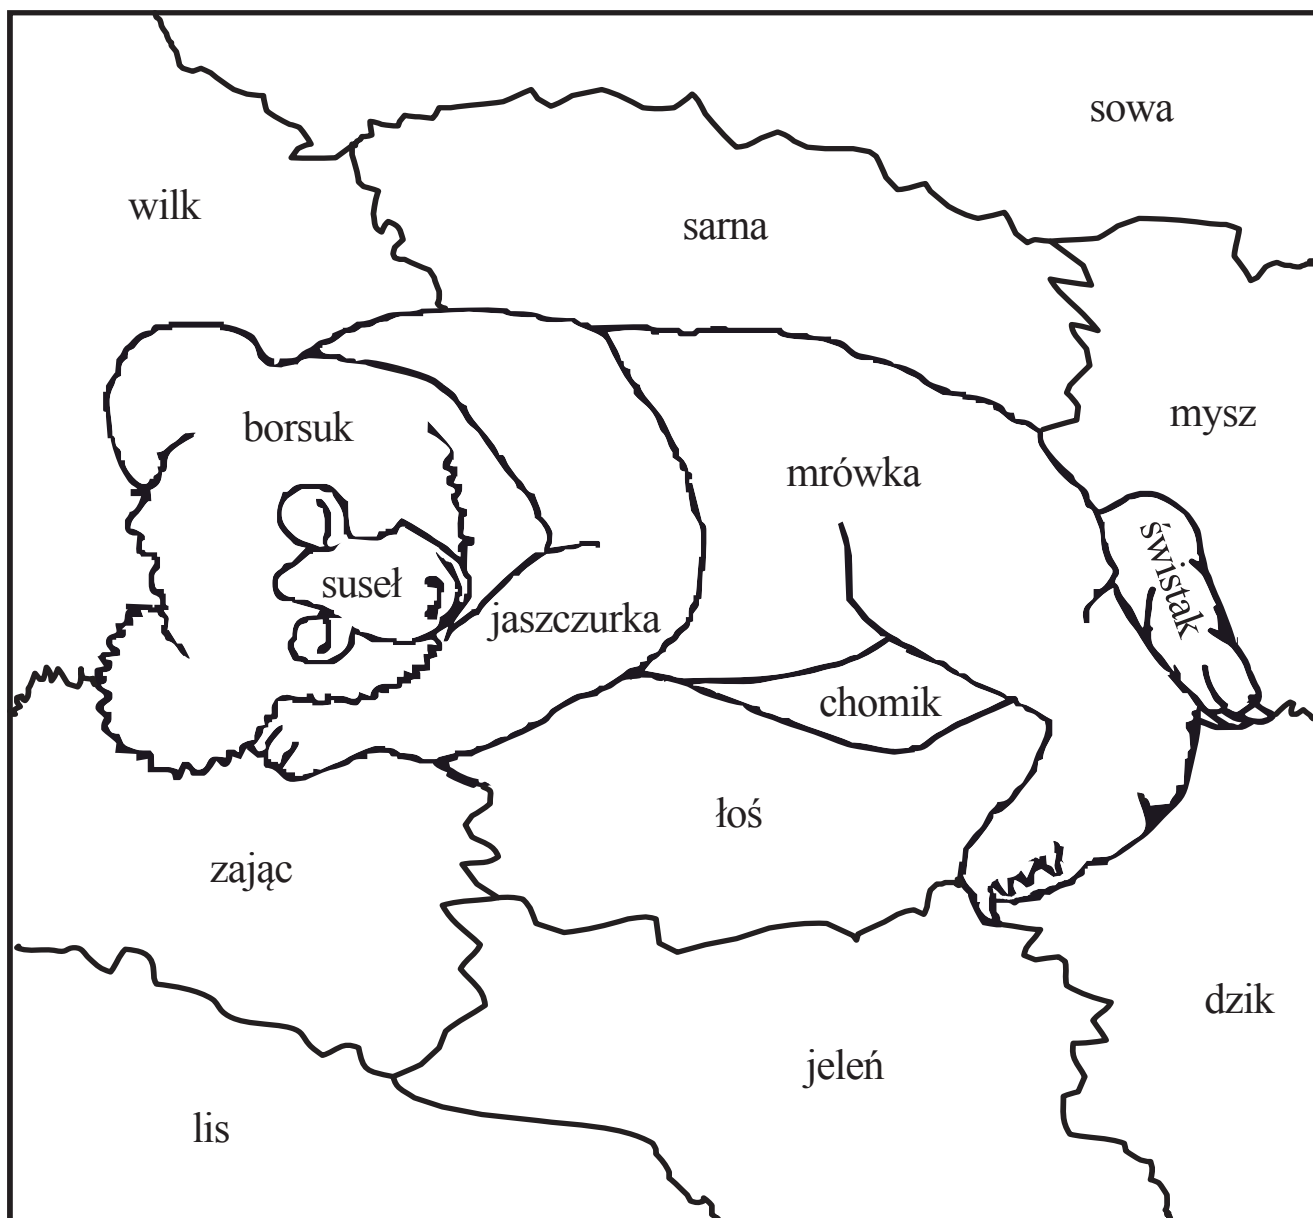 sowa
wilk
sarna
borsuk
mysz
mrówka
świstak
suseł
jaszczurka
chomik
łoś
zając
dzik
jeleń
lis